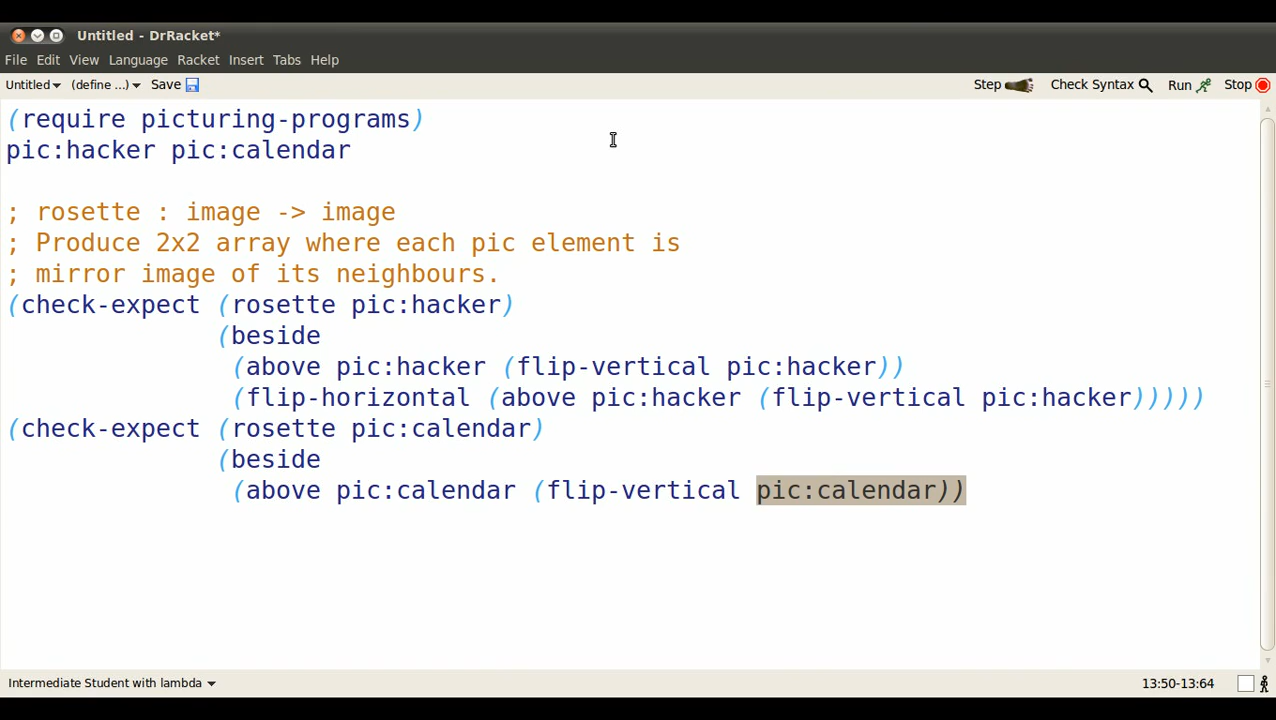 Untitled - DrRacket*
File Edit View Language Racket Insert Tabs Help
Untitled (define ...) Save Step Check Syntax Run Stop
(require picturing-programs)
pic:hacker pic:calendar
; rosette : image -> image
; Produce 2x2 array where each pic element is
; mirror image of its neighbours.
(check-expect (rosette pic:hacker)
(beside
(above pic:hacker (flip-vertical pic:hacker))
(flip-horizontal (above pic:hacker (flip-vertical pic:hacker)))))
(check-expect (rosette pic:calendar)
(beside
(above pic:calendar (flip-vertical pic:calendar))
Intermediate Student with lambda 13:50-13:64